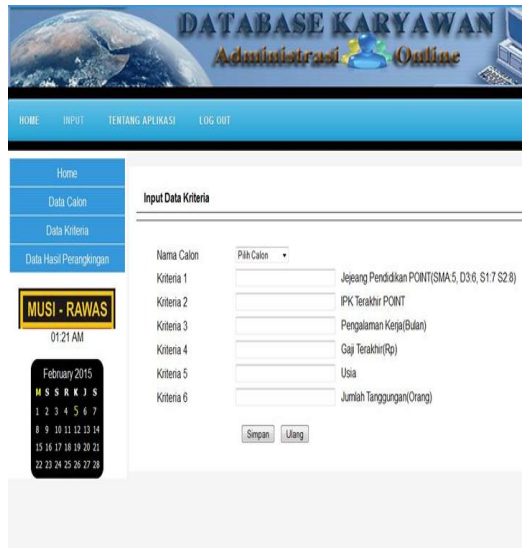 DATABASE KARYAWAN
Administrasi Online
HOME INPUT TENTANG APLIKASI LOG OUT
Home
Data Calon
Data Kriteria
Data Hasil Perangkingan
MUSI - RAWAS
01:21 AM
February 2015
M S S R K J S
1 2 3 4 5 6 7
8 9 10 11 12 13 14
15 16 17 18 19 20 21
22 23 24 25 26 27 28
Input Data Kriteria
Nama Calon Pilih Calon
Kriteria 1 Jejeang Pendidikan POINT(SMA:5, D3:6, S1:7 S2:8)
Kriteria 2 IPK Terakhir POINT
Kriteria 3 Pengalaman Kerja(Bulan)
Kriteria 4 Gaji Terakhir(Rp)
Kriteria 5 Usia
Kriteria 6 Jumlah Tanggungan(Orang)
Simpan Ulang